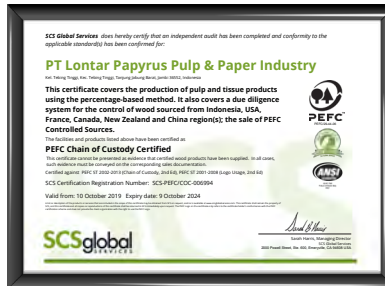 SCS Global Services does hereby certify that an independent audit has been completed and conformity to the
applicable standard(s) has been confirmed for:
PT Lontar Papyrus Pulp & Paper Industry
Kel. Tebing Tinggi, Kec. Tebing Tinggi, Tanjung Jabung Barat, Jambi 36552, Indonesia
This certificate covers the production of pulp and tissue products
using the percentage-based method. It also covers a due diligence
system for the control of wood sourced from Indonesia, USA,
France, Canada, New Zealand and China region(s); the sale of PEFC
Controlled Sources.
The facilities and products listed above have been certified as
PEFC Chain of Custody Certified
This certificate cannot be presented as evidence that certified wood products have been supplied. In all cases,
such evidence must be conveyed on the corresponding sales documentation.
Certified against: PEFC ST 2002-2013 (Chain of Custody, 2nd Ed), PEFC ST 2001-2008 (Logo Usage, 2nd Ed)
SCS Certification Registration Number: SCS-PEFC/COC-006994
Valid from: 10 October 2019 Expiry date: 9 October 2024
PEFC
ANSI
SCSglobal
SERVICES
Sarah Harris, Managing Director
SCS Global Services
2000 Powell Street, Ste. 600, Emeryville, CA 94608 USA